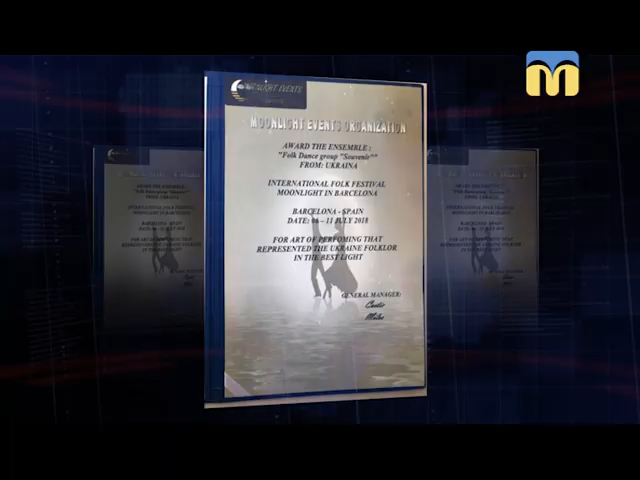 MOONLIGHT EVENTS
MOONLIGHT EVENTS ORGANIZATION
AWARD THE ENSEMBLE :
"Folk Dance group "Souvenir""
FROM: UKRAINA
INTERNATIONAL FOLK FESTIVAL
MOONLIGHT IN BARCELONA
BARCELONA - SPAIN
DATE: 06 – 11 JULY 2018
FOR ART OF PERFOMING THAT
REPRESENTED THE UKRAINE FOLKLOR
IN THE BEST LIGHT
GENERAL MANAGER: